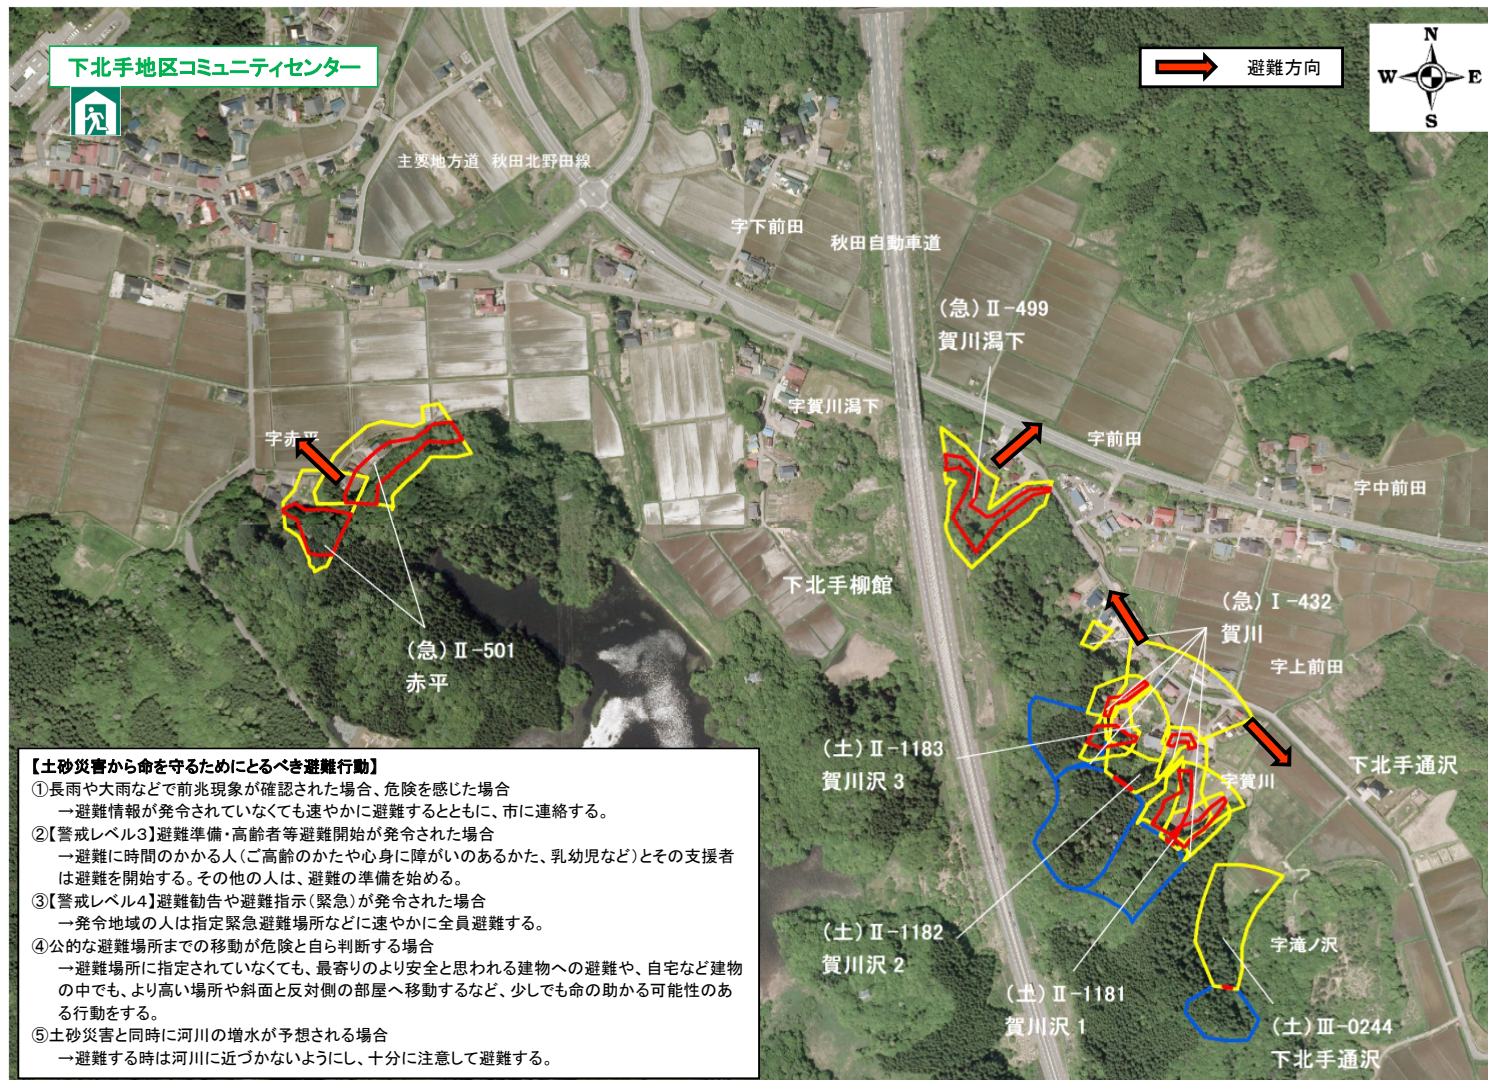 下北手地区コミュニティセンター
避難方向
N
W
E
S
主要地方道 秋田北野田線
字下前田
秋田自動車道
(急)Ⅱ-499
賀川潟下
字賀川潟下
字赤平
字前田
字中前田
下北手柳館
(急)Ⅰ-432
賀川
(急)Ⅱ-501
赤平
字上前田
(土)Ⅱ-1183
賀川沢3
下北手通沢
字賀川
(土)Ⅱ-1182
賀川沢2
字滝ノ沢
(土)Ⅱ-1181
賀川沢1
(土)Ⅲ-0244
下北手通沢
【土砂災害から命を守るためにとるべき避難行動】
①長雨や大雨などで前兆現象が確認された場合、危険を感じた場合
→避難情報が発令されていなくても速やかに避難するとともに、市に連絡する。
②【警戒レベル3】避難準備・高齢者等避難開始が発令された場合
→避難に時間のかかる人(ご高齢のかたや心身に障がいのあるかた、乳幼児など)とその支援者
は避難を開始する。その他の人は、避難の準備を始める。
③【警戒レベル4】避難勧告や避難指示(緊急)が発令された場合
→発令地域の人は指定緊急避難場所などに速やかに全員避難する。
④公的な避難場所までの移動が危険と自ら判断する場合
→避難場所に指定されていなくても、最寄りのより安全と思われる建物への避難や、自宅など建物
の中でも、より高い場所や斜面と反対側の部屋へ移動するなど、少しでも命の助かる可能性のあ
る行動をする。
⑤土砂災害と同時に河川の増水が予想される場合
→避難する時は河川に近づかないようにし、十分に注意して避難する。